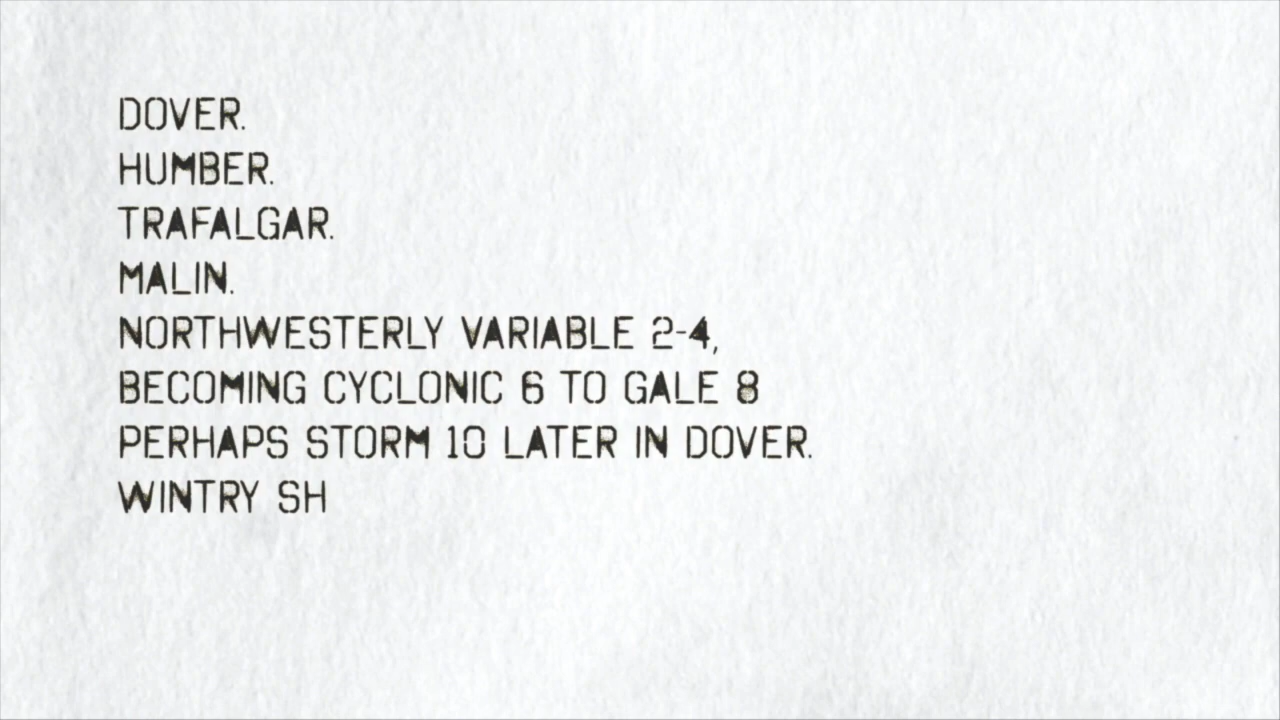 DOVER.
HUMBER.
TRAFALGAR.
MALIN.
NORTHWESTERLY VARIABLE 2-4,
BECOMING CYCLONIC 6 TO GALE 8
PERHAPS STORM 10 LATER IN DOVER.
WINTRY SH